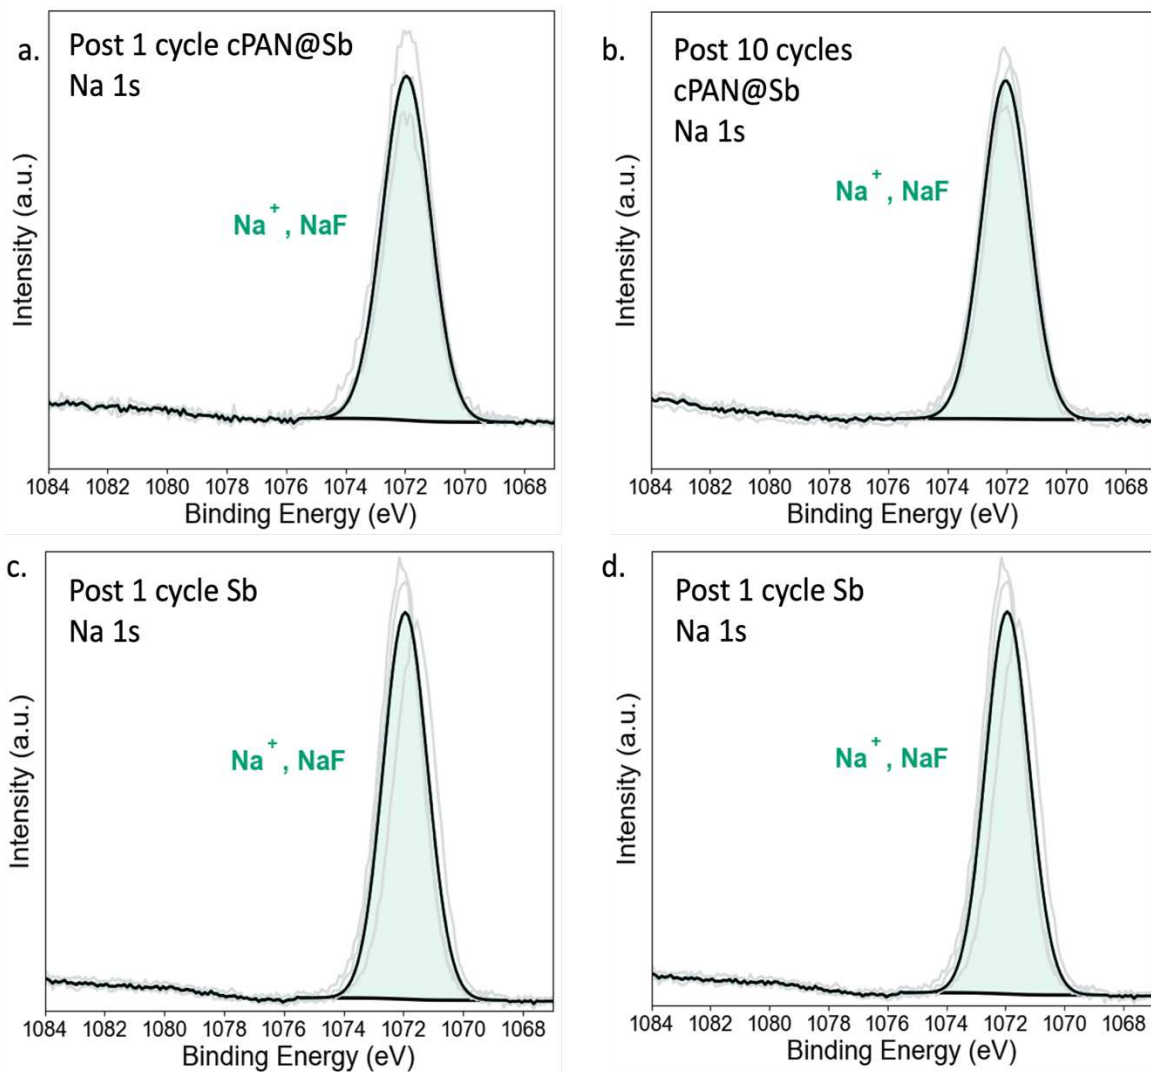 a.
Post 1 cycle cPAN@Sb
Na 1s
Na⁺, NaF
Intensity (a.u.)
1084 1082 1080 1078 1076 1074 1072 1070 1068
Binding Energy (eV)
b.
Post 10 cycles
cPAN@Sb
Na 1s
Na⁺, NaF
Intensity (a.u.)
1084 1082 1080 1078 1076 1074 1072 1070 1068
Binding Energy (eV)
c.
Post 1 cycle Sb
Na 1s
Na⁺, NaF
Intensity (a.u.)
1084 1082 1080 1078 1076 1074 1072 1070 1068
Binding Energy (eV)
d.
Post 1 cycle Sb
Na 1s
Na⁺, NaF
Intensity (a.u.)
1084 1082 1080 1078 1076 1074 1072 1070 1068
Binding Energy (eV)